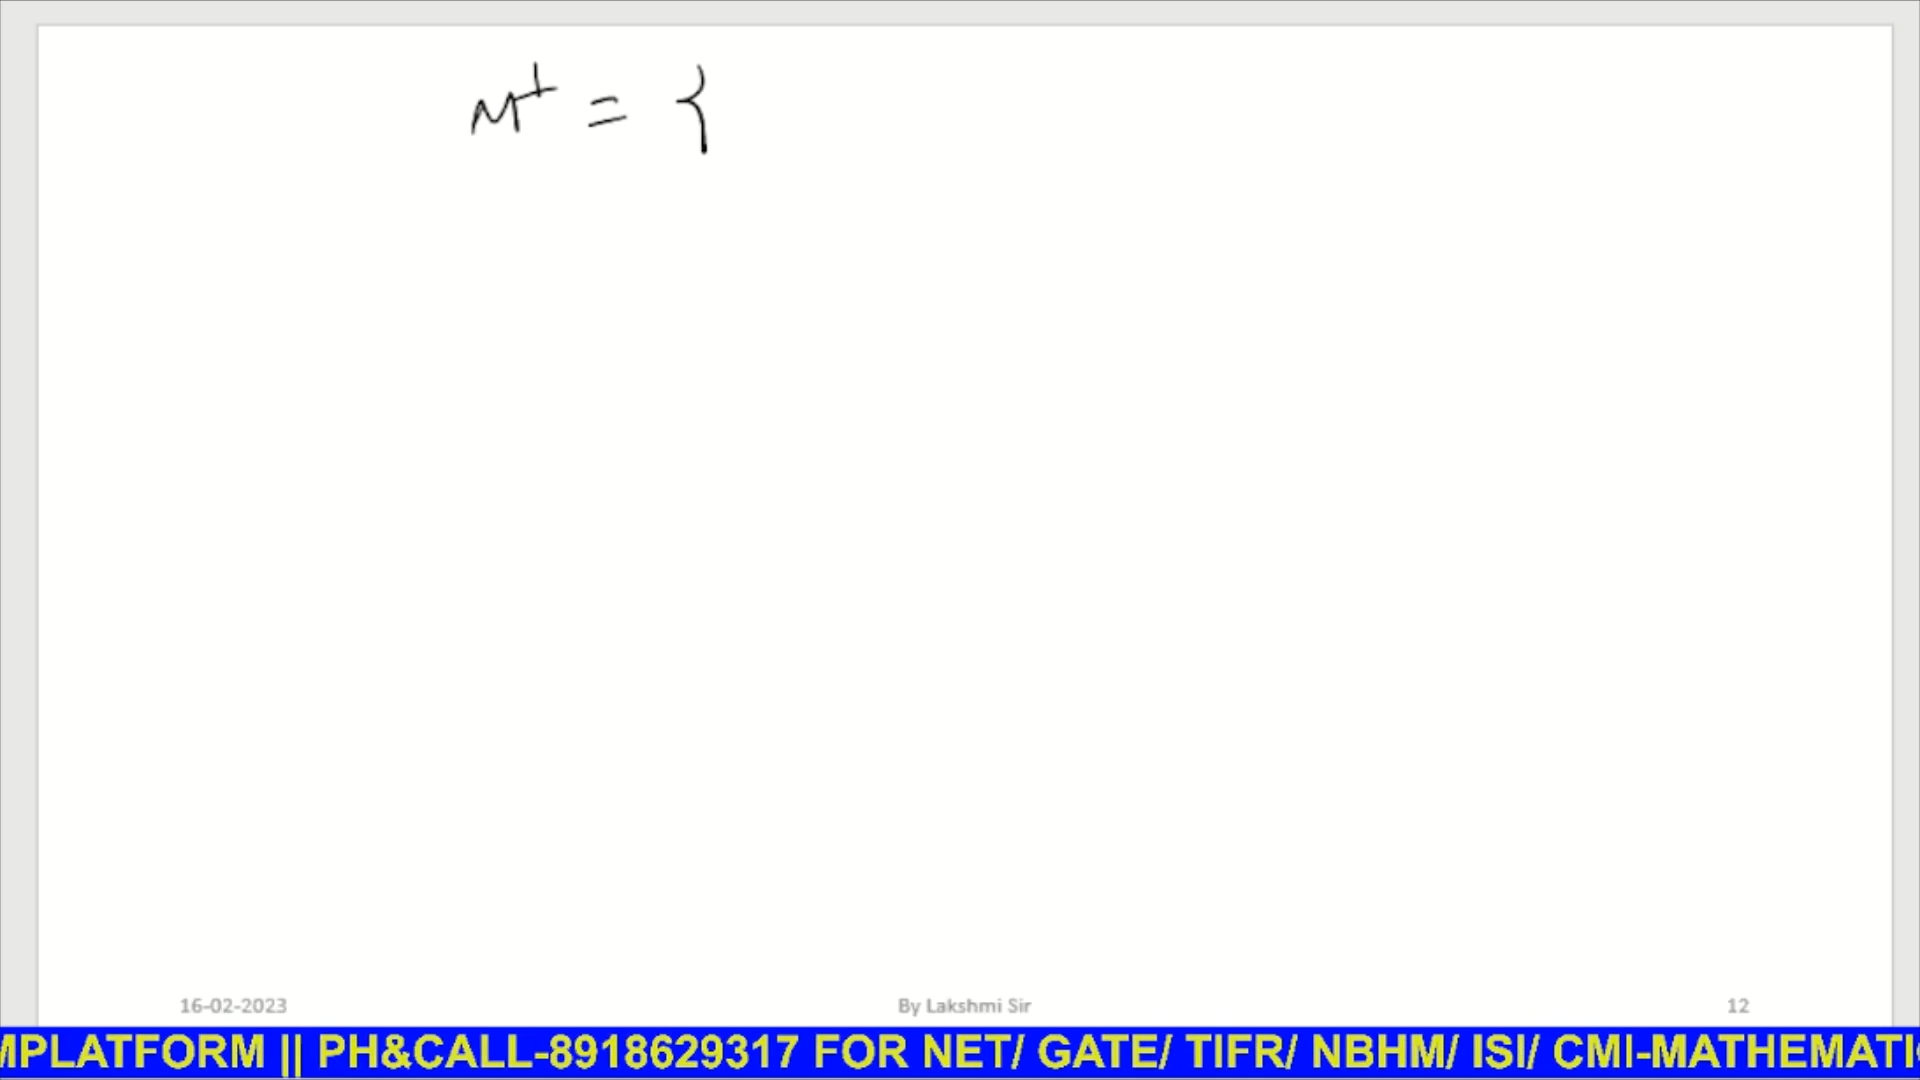 M⊥ = {
16-02-2023 By Lakshmi Sir 12
MPLATFORM || PH&CALL-8918629317 FOR NET/ GATE/ TIFR/ NBHM/ ISI/ CMI-MATHEMATI